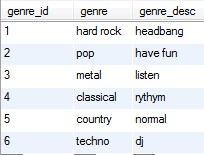 genre_id genre genre_desc
1 hard rock headbang
2 pop have fun
3 metal listen
4 classical rythym
5 country normal
6 techno dj